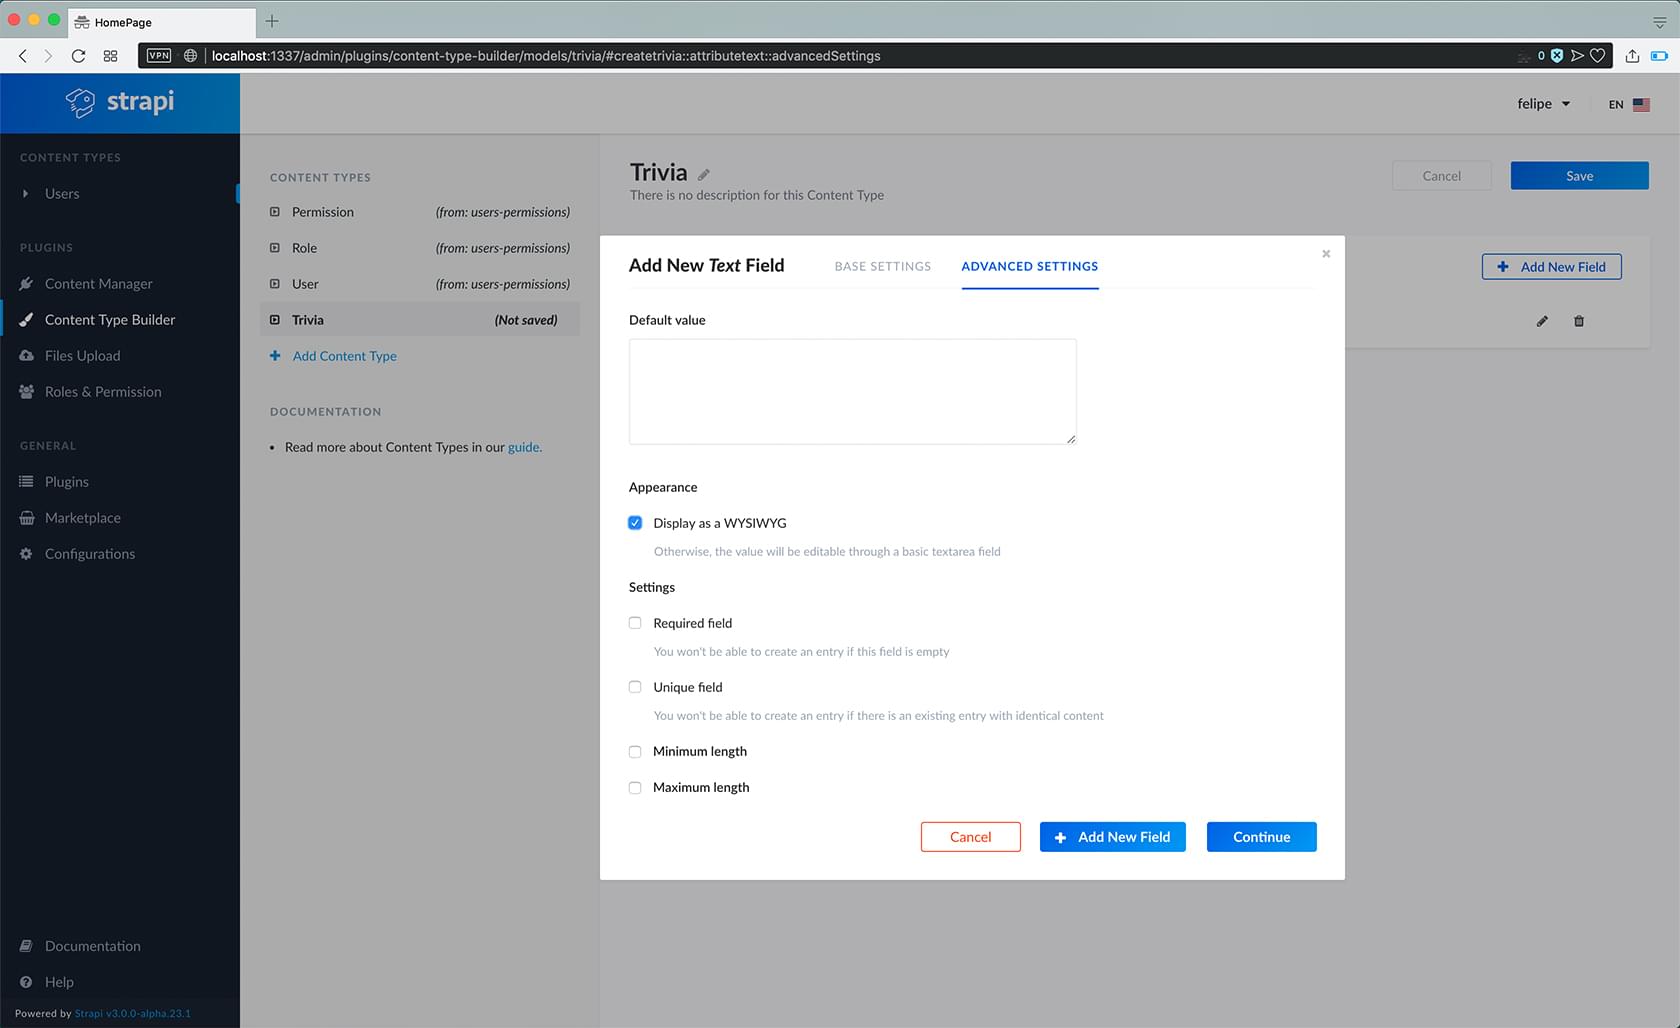 HomePage
VPN
localhost:1337/admin/plugins/content-type-builder/models/trivia/#createtrivia::attributetext::advancedSettings
0
strapi
felipe
EN
CONTENT TYPES
Users
PLUGINS
Content Manager
Content Type Builder
Files Upload
Roles & Permission
GENERAL
Plugins
Marketplace
Configurations
Documentation
Help
Powered by Strapi v3.0.0-alpha.23.1
CONTENT TYPES
Permission (from: users-permissions)
Role (from: users-permissions)
User (from: users-permissions)
Trivia (Not saved)
Add Content Type
DOCUMENTATION
Read more about Content Types in our guide.
Trivia
There is no description for this Content Type
Cancel
Save
Add New Field
Add New Text Field
BASE SETTINGS
ADVANCED SETTINGS
Default value
Appearance
Display as a WYSIWYG
Otherwise, the value will be editable through a basic textarea field
Settings
Required field
You won't be able to create an entry if this field is empty
Unique field
You won't be able to create an entry if there is an existing entry with identical content
Minimum length
Maximum length
Cancel
Add New Field
Continue